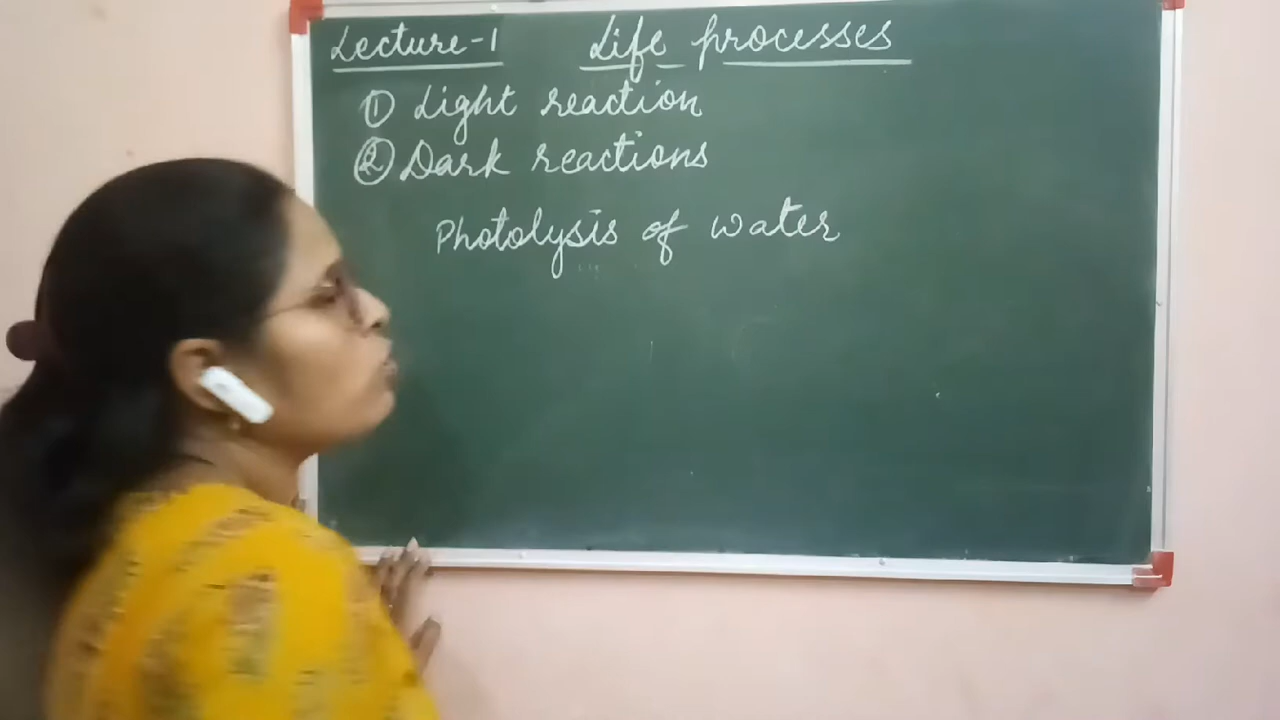 Lecture-1 Life processes
① Light reaction
② Dark reactions
Photolysis of water